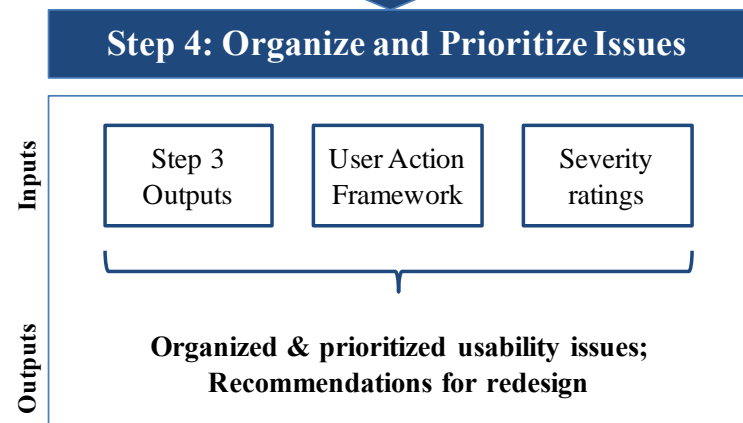 Step 4: Organize and Prioritize Issues
Inputs
Step 3
Outputs
User Action
Framework
Severity
ratings
Outputs
Organized & prioritized usability issues;
Recommendations for redesign